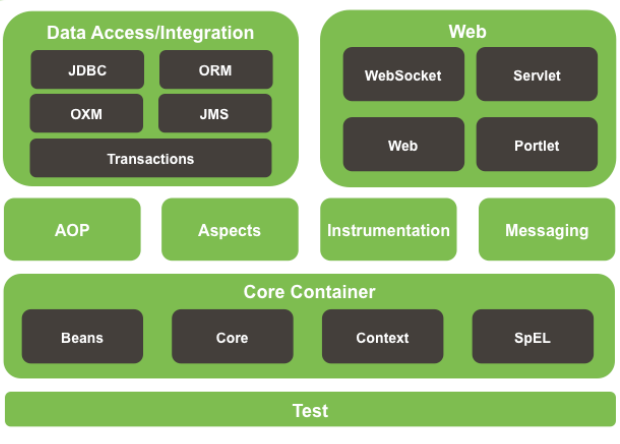 Data Access/Integration
JDBC
ORM
OXM
JMS
Transactions
Web
WebSocket
Servlet
Web
Portlet
AOP
Aspects
Instrumentation
Messaging
Core Container
Beans
Core
Context
SpEL
Test